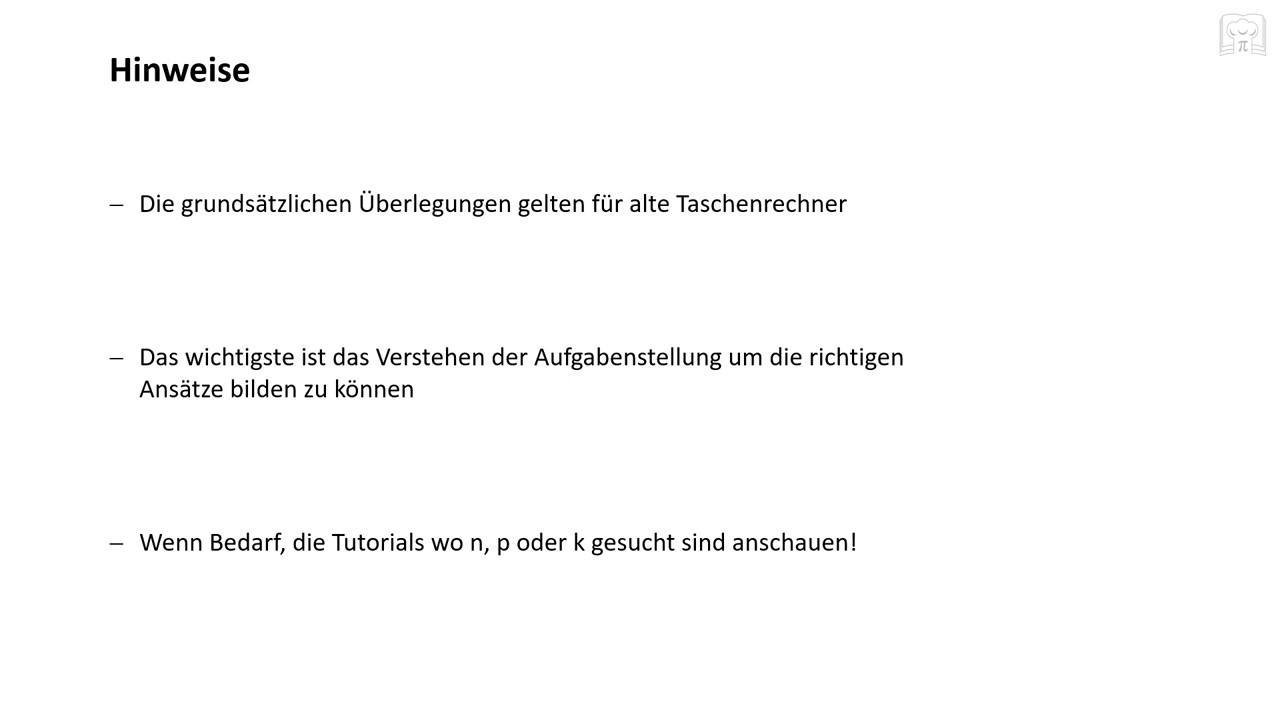 Hinweise
– Die grundsätzlichen Überlegungen gelten für alte Taschenrechner
– Das wichtigste ist das Verstehen der Aufgabenstellung um die richtigen
Ansätze bilden zu können
– Wenn Bedarf, die Tutorials wo n, p oder k gesucht sind anschauen!
π